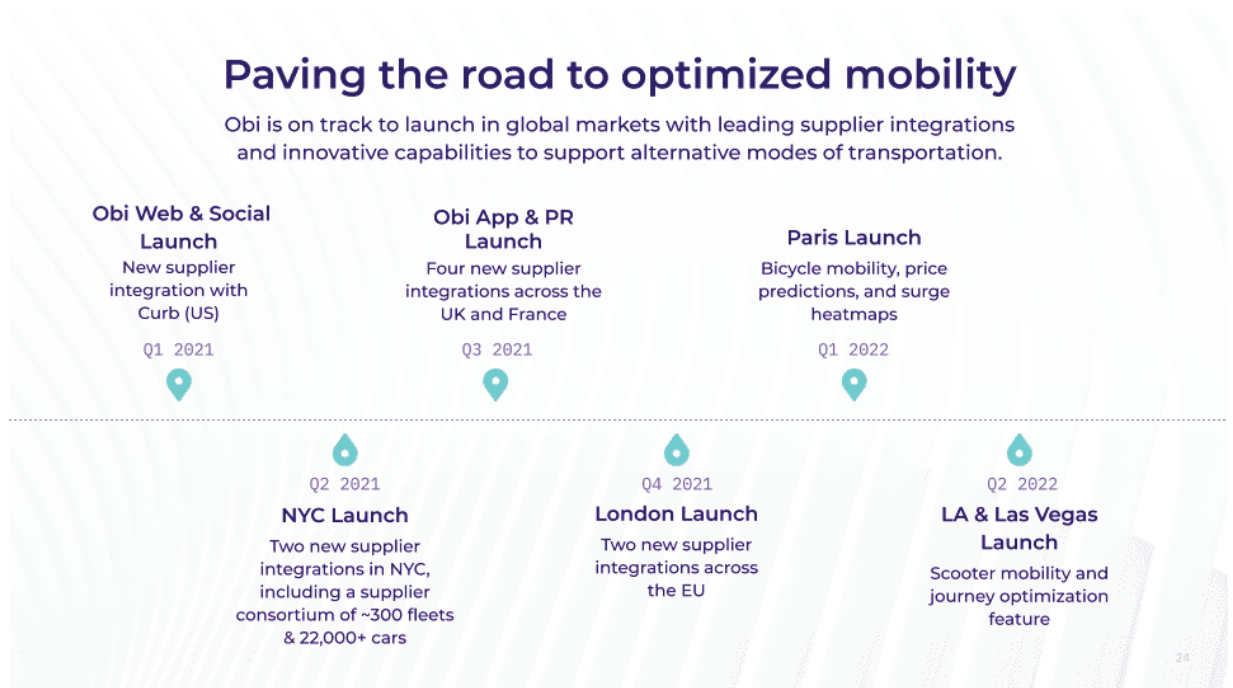 Paving the road to optimized mobility
Obi is on track to launch in global markets with leading supplier integrations
and innovative capabilities to support alternative modes of transportation.
Obi Web & Social
Launch
New supplier
integration with
Curb (US)
Q1 2021
Obi App & PR
Launch
Four new supplier
integrations across the
UK and France
Q3 2021
Paris Launch
Bicycle mobility, price
predictions, and surge
heatmaps
Q1 2022
Q2 2021
NYC Launch
Two new supplier
integrations in NYC,
including a supplier
consortium of ~300 fleets
& 22,000+ cars
Q4 2021
London Launch
Two new supplier
integrations across
the EU
Q2 2022
LA & Las Vegas
Launch
Scooter mobility and
journey optimization
feature
24